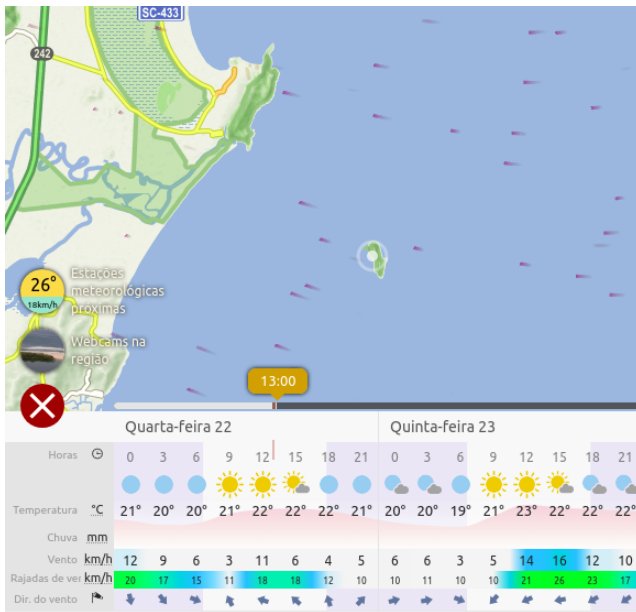 SC-433
242
26°
18km/h
Estações
meteorológicas
próximas
Webcams na
região
13:00
Quarta-feira 22 Quinta-feira 23
Horas 0 3 6 9 12 15 18 21 0 3 6 9 12 15 18 21
Temperatura °C 21° 20° 20° 21° 22° 22° 22° 22° 20° 20° 19° 21° 23° 22° 22° 22°
Chuva mm
Vento km/h 12 9 6 3 11 6 4 5 6 6 3 5 14 16 12 10
Rajadas de ver km/h 20 17 15 11 18 18 12 10 10 11 10 10 21 26 23 17
Dir. do vento